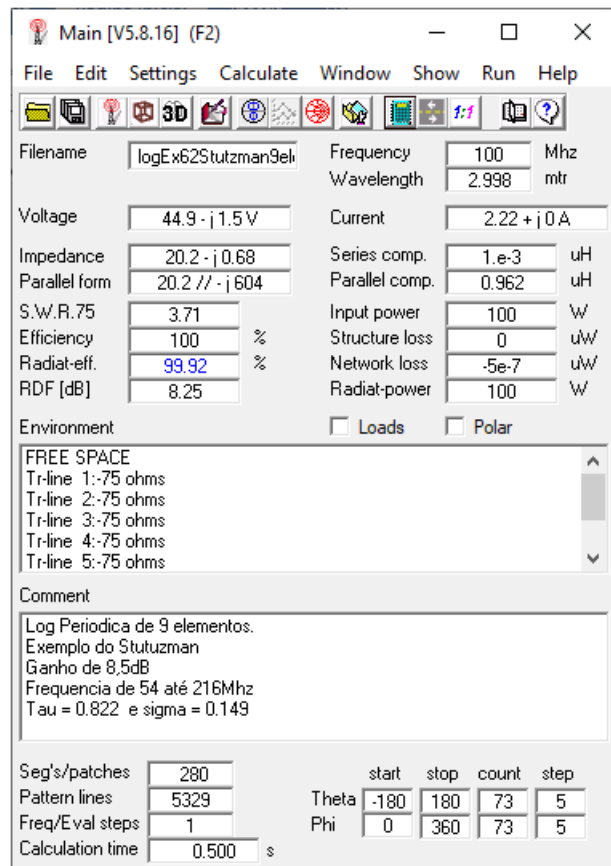 Main [V5.8.16] (F2)
File Edit Settings Calculate Window Show Run Help
3D 1:1
Filename logEx62Stutzman9ele Frequency 100 Mhz
Wavelength 2.998 mtr
Voltage 44.9 - j 1.5 V Current 2.22 + j 0 A
Impedance 20.2 - j 0.68 Series comp. 1.e-3 uH
Parallel form 20.2 // - j 604 Parallel comp. 0.962 uH
S.W.R.75 3.71 Input power 100 W
Efficiency 100 % Structure loss 0 uW
Radiat-eff. 99.92 % Network loss -5e-7 uW
RDF [dB] 8.25 Radiat-power 100 W
Environment Loads Polar
FREE SPACE
Tr-line 1:-75 ohms
Tr-line 2:-75 ohms
Tr-line 3:-75 ohms
Tr-line 4:-75 ohms
Tr-line 5:-75 ohms
Comment
Log Periodica de 9 elementos.
Exemplo do Stutuzman
Ganho de 8,5dB
Frequencia de 54 até 216Mhz
Tau = 0.822 e sigma = 0.149
Seg's/patches 280 start stop count step
Pattern lines 5329 Theta -180 180 73 5
Freq/Eval steps 1 Phi 0 360 73 5
Calculation time 0.500 s